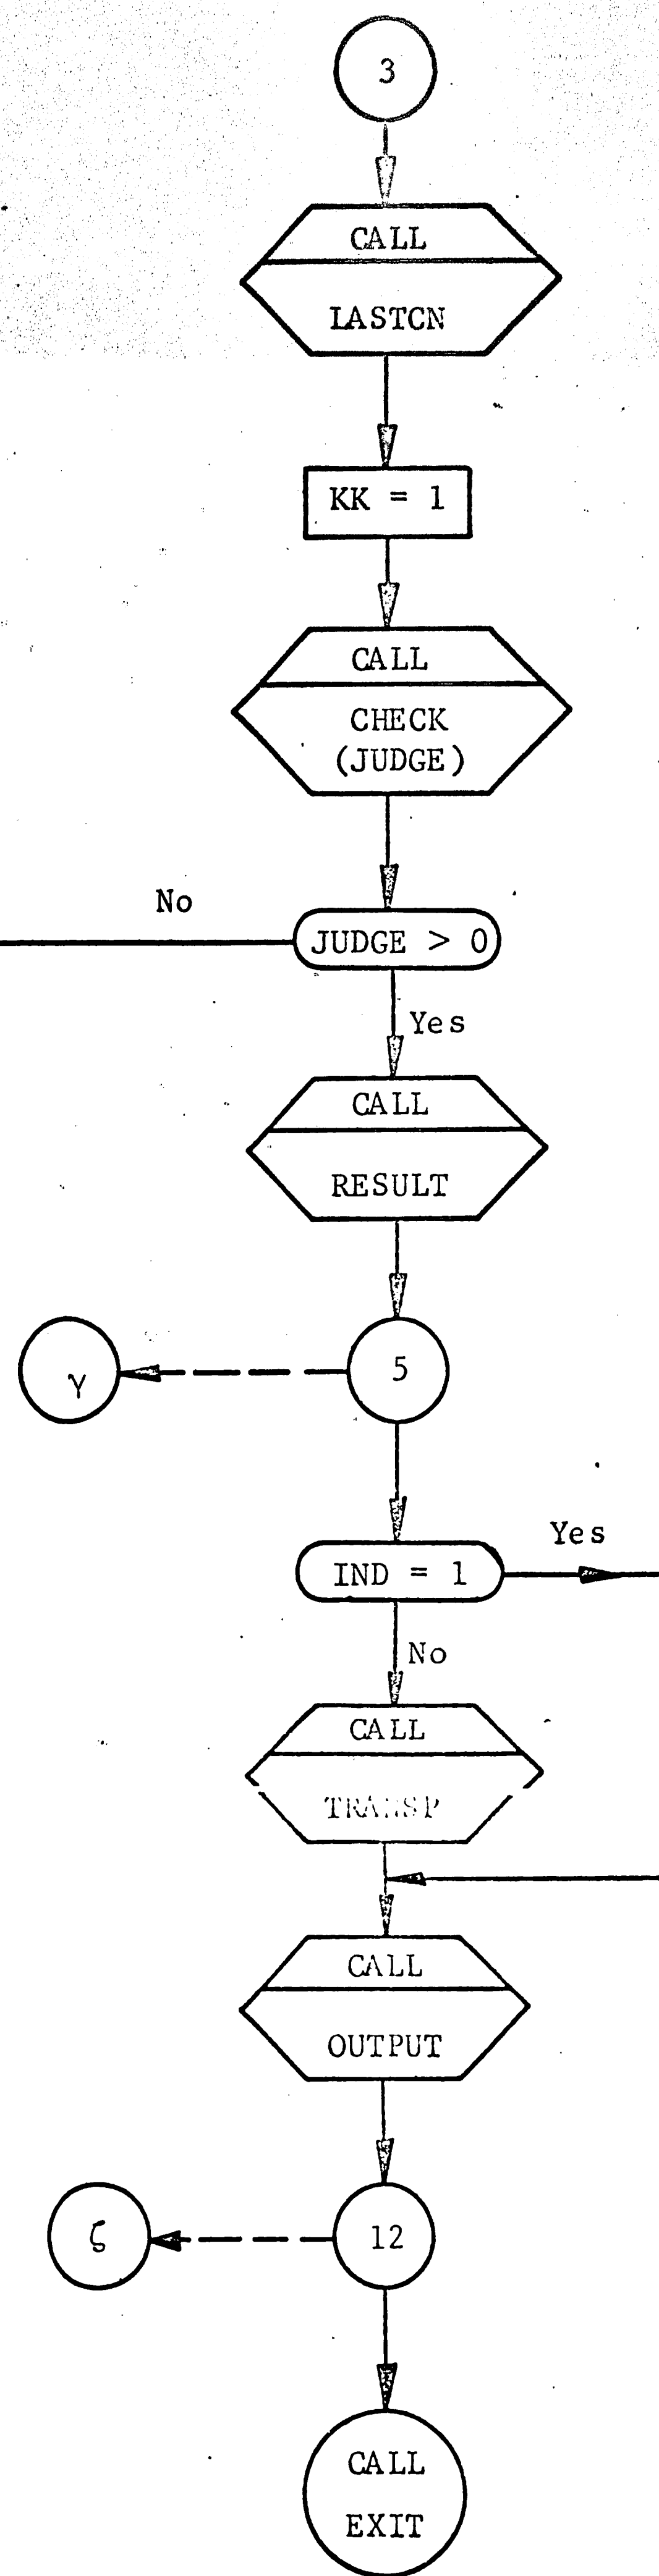 3
CALL
LASTCN
KK = 1
CALL
CHECK
(JUDGE)
No
JUDGE > 0
Yes
CALL
RESULT
γ
5
Yes
IND = 1
No
CALL
TRANSP
CALL
OUTPUT
ζ
12
CALL
EXIT